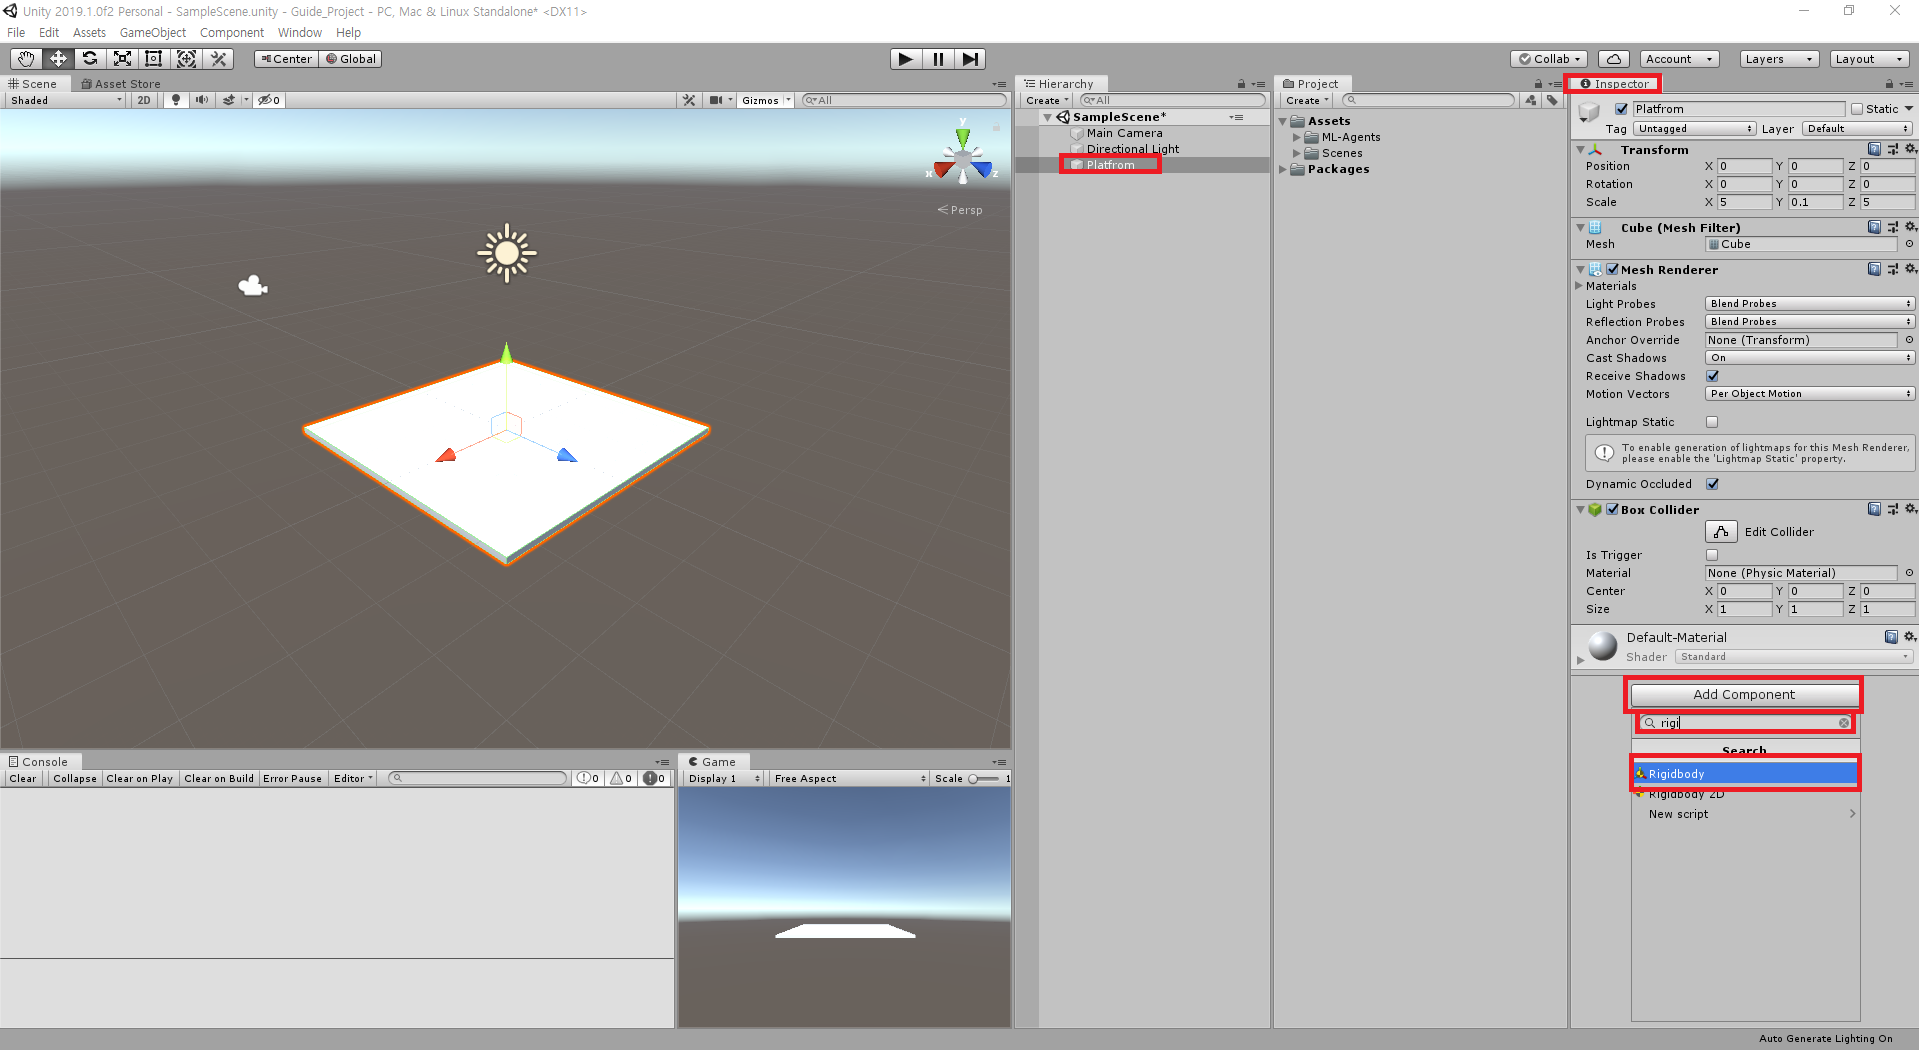 Unity 2019.1.0f2 Personal - SampleScene.unity - Guide_Project - PC, Mac & Linux Standalone* <DX11>
File Edit Assets GameObject Component Window Help
Center Global
Collab Account Layers Layout
Scene Asset Store
Shaded 2D 0 Gizmos All
y
x
z
Persp
Hierarchy
Create All
SampleScene*
Main Camera
Directional Light
Platfrom
Project
Create
Assets
ML-Agents
Scenes
Packages
Inspector
Platfrom Static
Tag Untagged Layer Default
Transform
Position X 0 Y 0 Z 0
Rotation X 0 Y 0 Z 0
Scale X 5 Y 0.1 Z 5
Cube (Mesh Filter)
Mesh Cube
Mesh Renderer
Materials
Light Probes Blend Probes
Reflection Probes Blend Probes
Anchor Override None (Transform)
Cast Shadows On
Receive Shadows
Motion Vectors Per Object Motion
Lightmap Static
To enable generation of lightmaps for this Mesh Renderer,
please enable the 'Lightmap Static' property.
Dynamic Occluded
Box Collider
Edit Collider
Is Trigger
Material None (Physic Material)
Center X 0 Y 0 Z 0
Size X 1 Y 1 Z 1
Default-Material
Shader Standard
Add Component
rigi
Search
Rigidbody
Rigidbody 2D
New script
Console
Clear Collapse Clear on Play Clear on Build Error Pause Editor 0 0 0
Game
Display 1 Free Aspect Scale 1
Auto Generate Lighting On